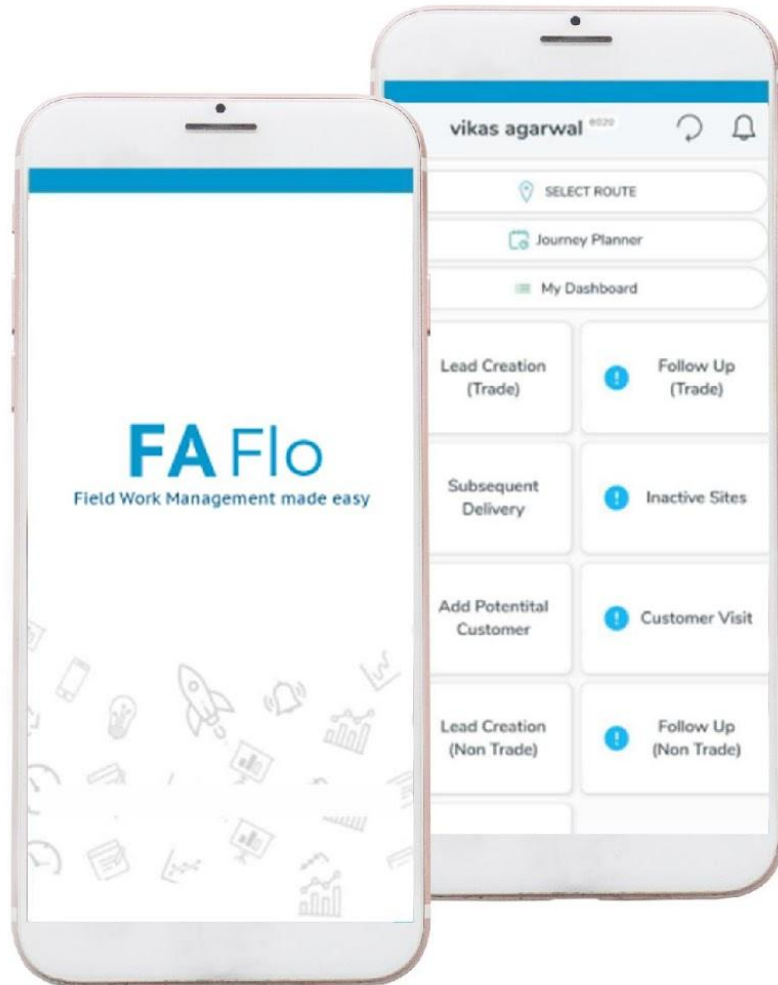 FA Flo
Field Work Management made easy
vikas agarwal 6020
SELECT ROUTE
Journey Planner
My Dashboard
Lead Creation
(Trade)
Follow Up
(Trade)
Subsequent
Delivery
Inactive Sites
Add Potentital
Customer
Customer Visit
Lead Creation
(Non Trade)
Follow Up
(Non Trade)